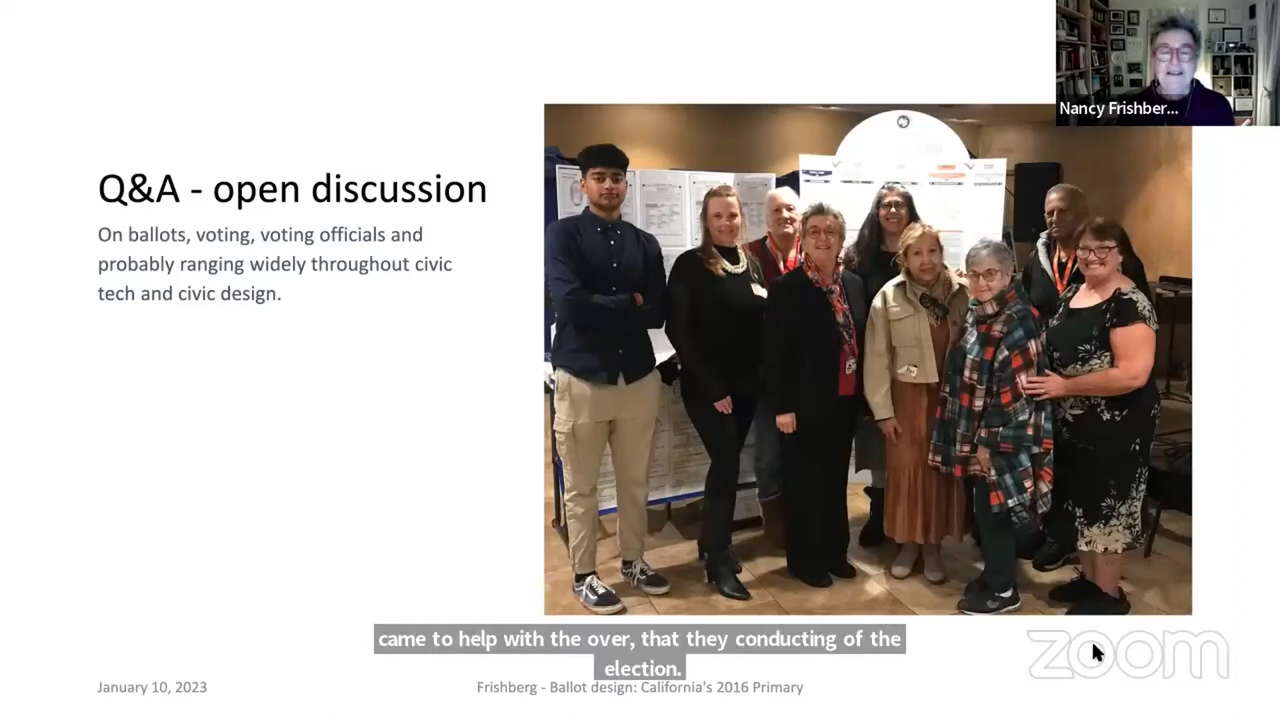 Nancy Frishber...
Q&A - open discussion
On ballots, voting, voting officials and
probably ranging widely throughout civic
tech and civic design.
came to help with the over, that they conducting of the
election.
zoom
January 10, 2023
Frishberg - Ballot design: California's 2016 Primary